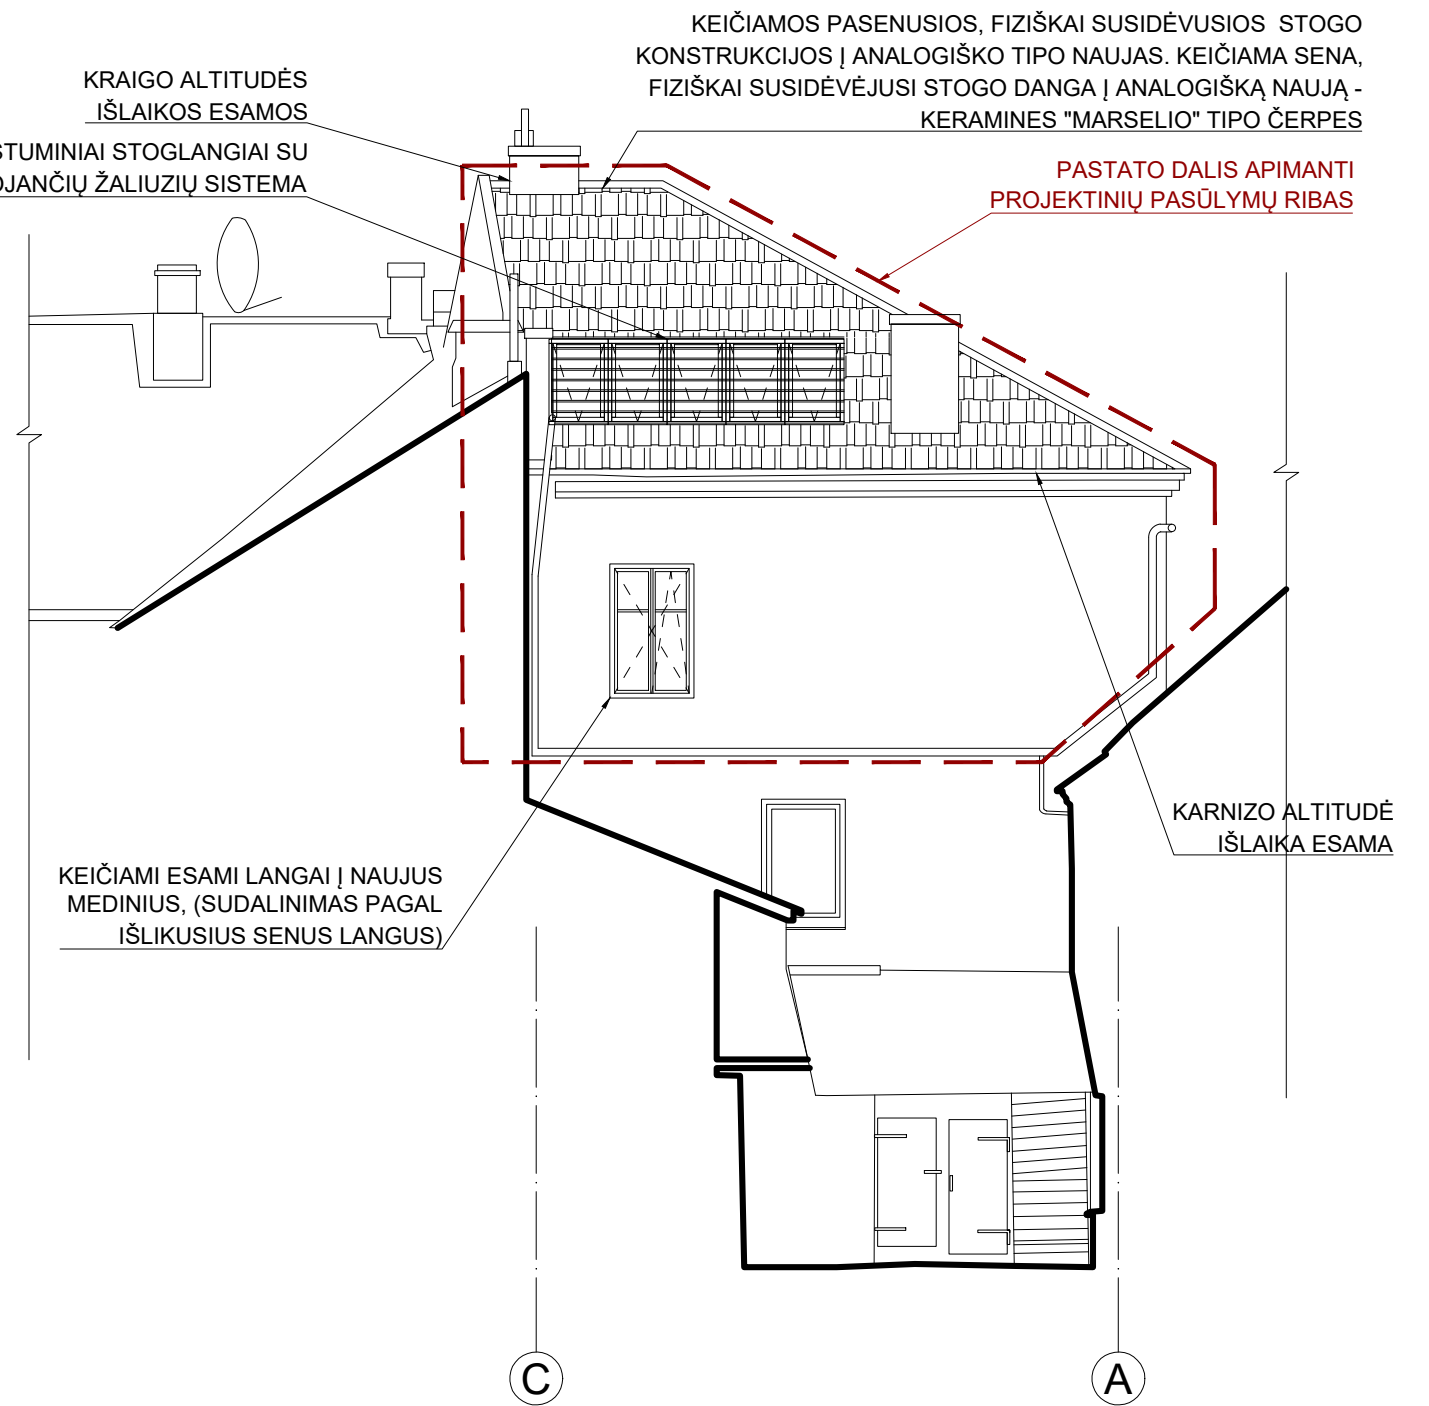 KEIČIAMOS PASENUSIOS, FIZIŠKAI SUSIDĖVUSIOS STOGO
KONSTRUKCIJOS Į ANALOGIŠKO TIPO NAUJAS. KEIČIAMA SENA,
FIZIŠKAI SUSIDĖVĖJUSI STOGO DANGA Į ANALOGIŠKĄ NAUJĄ -
KERAMINES "MARSELIO" TIPO ČERPES
KRAIGO ALTITUDĖS
IŠLAIKOS ESAMOS
STUMINIAI STOGLANGIAI SU
OJANČIŲ ŽALIUZIŲ SISTEMA
PASTATO DALIS APIMANTI
PROJEKTINIŲ PASŪLYMŲ RIBAS
KARNIZO ALTITUDĖ
IŠLAIKA ESAMA
KEIČIAMI ESAMI LANGAI Į NAUJUS
MEDINIUS, (SUDALINIMAS PAGAL
IŠLIKUSIUS SENUS LANGUS)
C
A